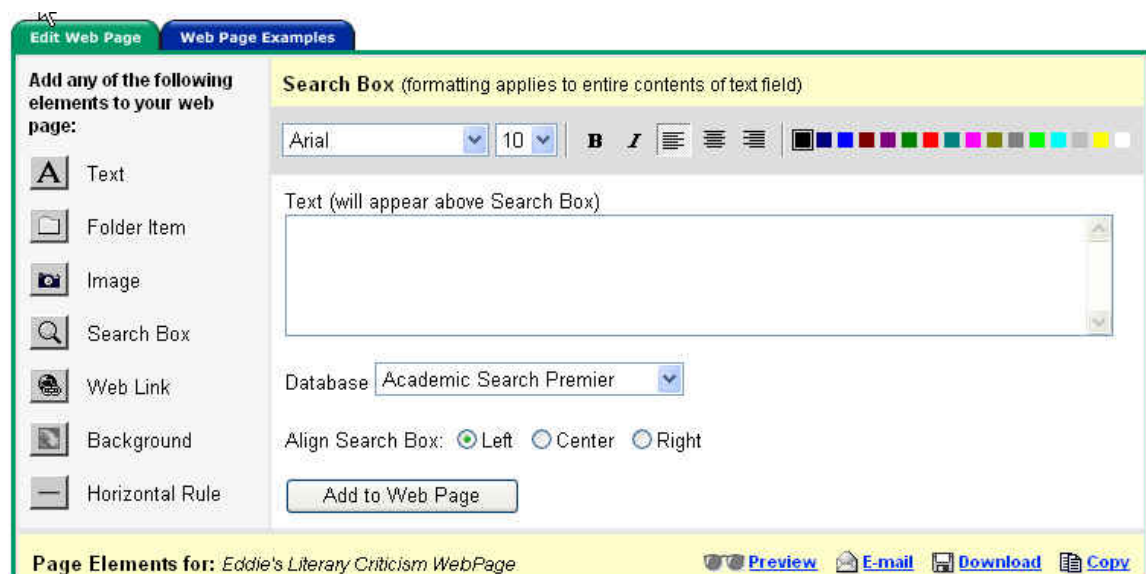 Edit Web Page Web Page Examples
Add any of the following
elements to your web
page:
A Text
Folder Item
Image
Search Box
Web Link
Background
Horizontal Rule
Search Box (formatting applies to entire contents of text field)
Arial 10 B I
Text (will appear above Search Box)
Database Academic Search Premier
Align Search Box: Left Center Right
Add to Web Page
Page Elements for: Eddie's Literary Criticism WebPage Preview E-mail Download Copy